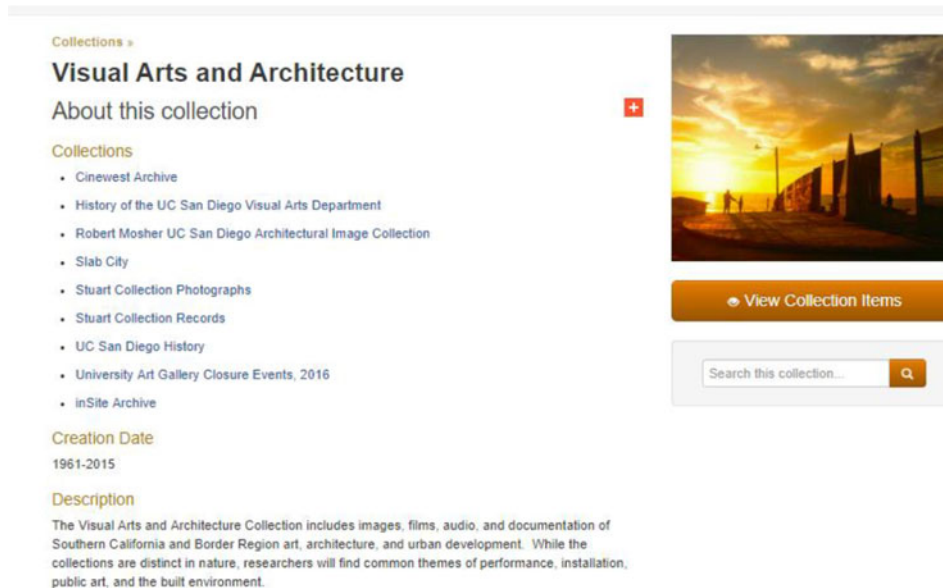 Collections »
Visual Arts and Architecture
About this collection
Collections
• Cinewest Archive
• History of the UC San Diego Visual Arts Department
• Robert Mosher UC San Diego Architectural Image Collection
• Slab City
• Stuart Collection Photographs
• Stuart Collection Records
• UC San Diego History
• University Art Gallery Closure Events, 2016
• inSite Archive
Creation Date
1961-2015
Description
The Visual Arts and Architecture Collection includes images, films, audio, and documentation of
Southern California and Border Region art, architecture, and urban development. While the
collections are distinct in nature, researchers will find common themes of performance, installation,
public art, and the built environment.
View Collection Items
Search this collection...